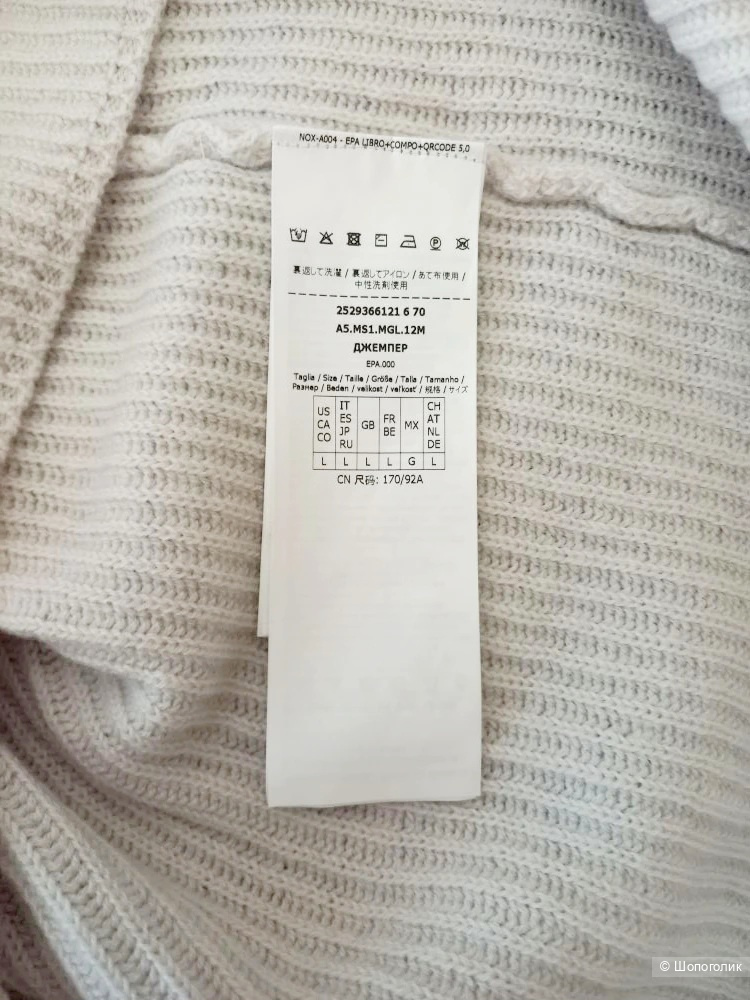 NOX-A004 - EPA LIBRO+COMPO+QRCODE 5,0
裏返して洗濯 / 裏返してアイロン / あて布使用 /
中性洗剤使用
2529366121 6 70
A5.MS1.MGL.12M
ДЖЕМПЕР
EPA.000
Taglia / Size / Taille / Größe / Talla / Tamanho /
Размер / Beden / velikost / veľkosť / 规格 / サイズ
US CA CO
IT ES JP RU
GB
FR BE
MX
CH AT NL DE
L L L L G L
CN 尺码: 170/92A
© Шопоголик